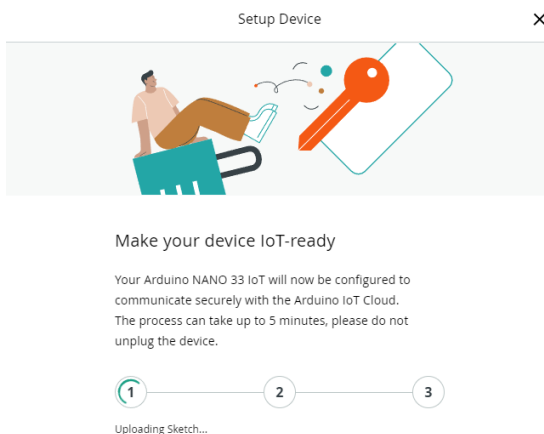 Setup Device
Make your device IoT-ready
Your Arduino NANO 33 IoT will now be configured to
communicate securely with the Arduino IoT Cloud.
The process can take up to 5 minutes, please do not
unplug the device.
1 2 3
Uploading Sketch...